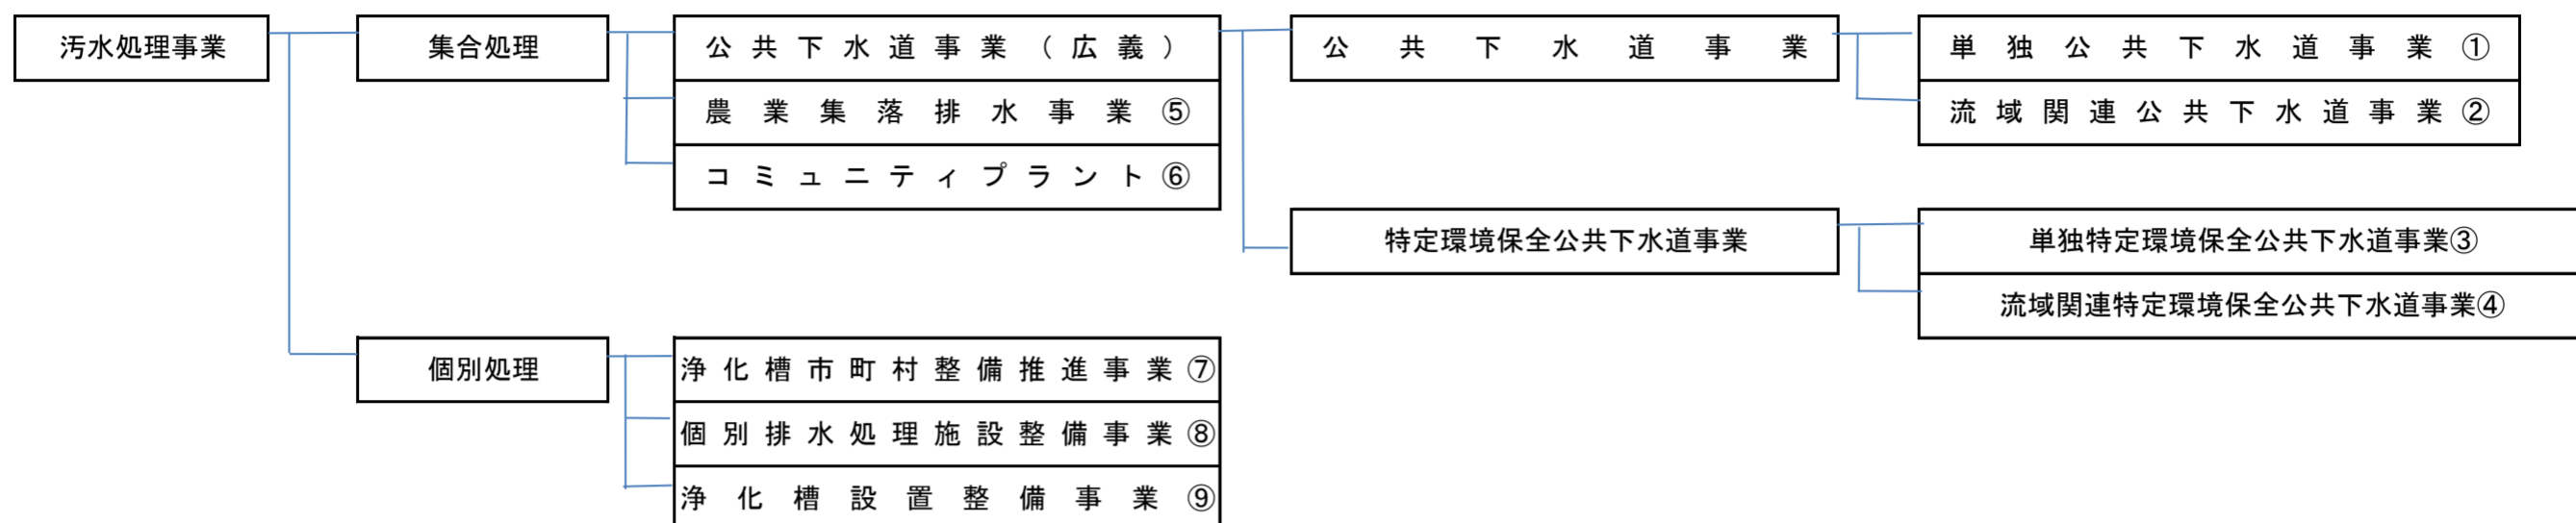 汚水処理事業
集合処理
公共下水道事業(広義)
公共下水道事業
単独公共下水道事業①
農業集落排水事業⑤
流域関連公共下水道事業②
コミュニティプラント⑥
特定環境保全公共下水道事業
単独特定環境保全公共下水道事業③
流域関連特定環境保全公共下水道事業④
個別処理
浄化槽市町村整備推進事業⑦
個別排水処理施設整備事業⑧
浄化槽設置整備事業⑨